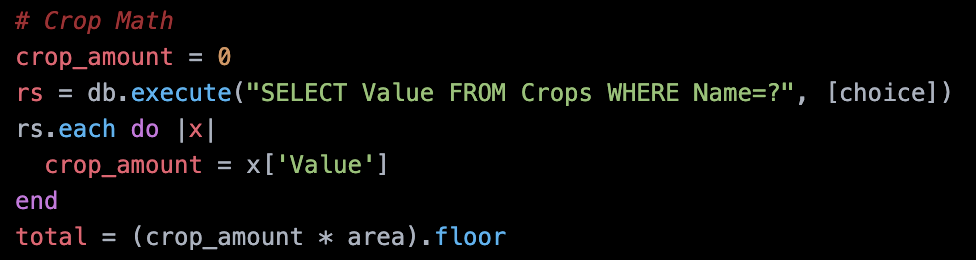 # Crop Math
crop_amount = 0
rs = db.execute("SELECT Value FROM Crops WHERE Name=?", [choice])
rs.each do |x|
  crop_amount = x['Value']
end
total = (crop_amount * area).floor